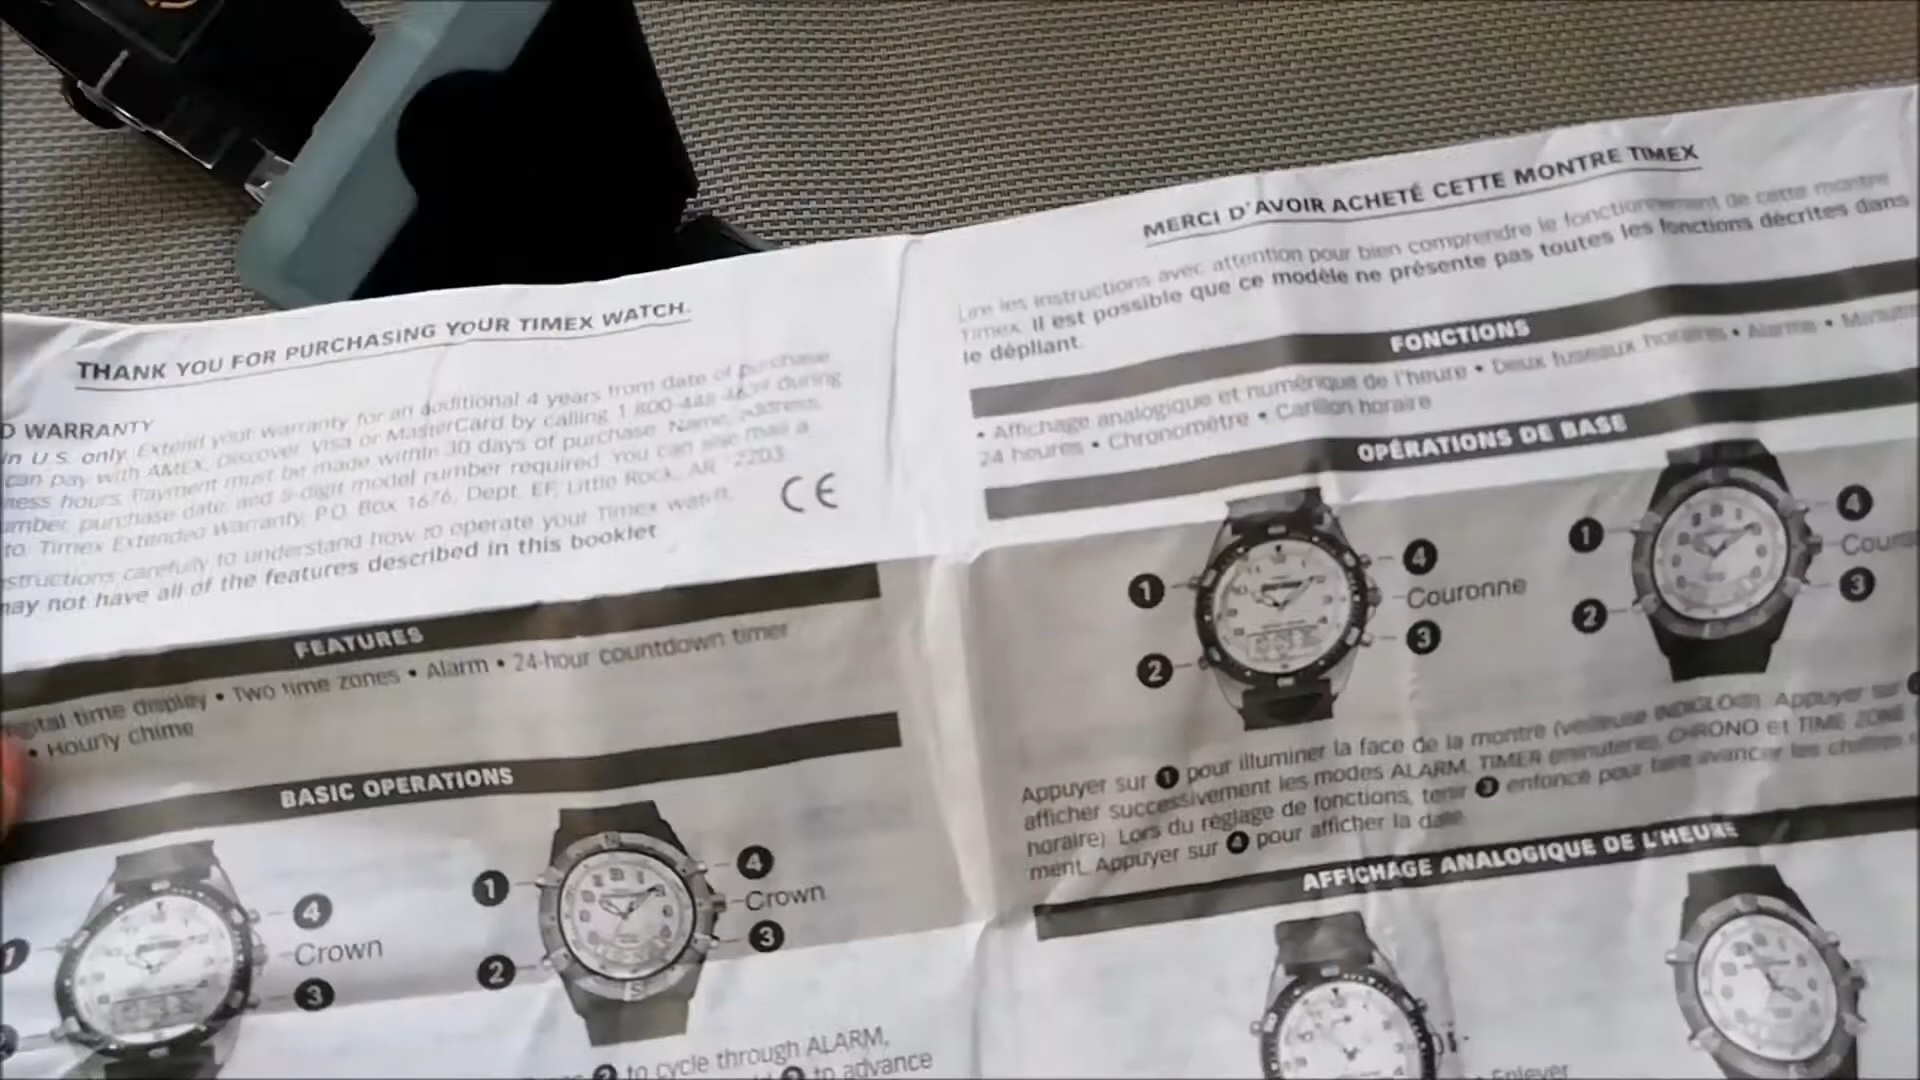 THANK YOU FOR PURCHASING YOUR TIMEX WATCH.
D WARRANTY
in U.S. only. Extend your warranty for an additional 4 years from date of purchase
can pay with AMEX, Discover, Visa or MasterCard by calling 1 800-448-4639 during
ness hours. Payment must be made within 30 days of purchase. Name, address,
umber, purchase date, and 5-digit model number required. You can also mail a
to: Timex Extended Warranty, P.O. Box 1676, Dept. EF, Little Rock, AR 72203.
structions carefully to understand how to operate your Timex watch.
may not have all of the features described in this booklet
CE
FEATURES
digital time display • Two time zones • Alarm • 24-hour countdown timer
• Hourly chime
BASIC OPERATIONS
1
4
Crown
3
1
2
4
Crown
3
2 to cycle through ALARM,
to advance
MERCI D'AVOIR ACHETÉ CETTE MONTRE TIMEX
Lire les instructions avec attention pour bien comprendre le fonctionnement de cette montre
Timex. Il est possible que ce modèle ne présente pas toutes les fonctions décrites dans
le dépliant.
FONCTIONS
• Affichage analogique et numérique de l'heure • Deux fuseaux horaires • Alarme •
24 heures • Chronomètre • Carillon horaire
OPÉRATIONS DE BASE
1
2
4
Couronne
3
1
2
4
3
Appuyer sur 1 pour illuminer la face de la montre (veilleuse INDIGLO®). Appuyer sur
afficher successivement les modes ALARM, TIMER (minuterie), CHRONO et TIME ZONE
horaire). Lors du réglage de fonctions, tenir 3 enfoncé pour faire avancer les chiffres
ment. Appuyer sur 4 pour afficher la date.
AFFICHAGE ANALOGIQUE DE L'HEURE
Enlever